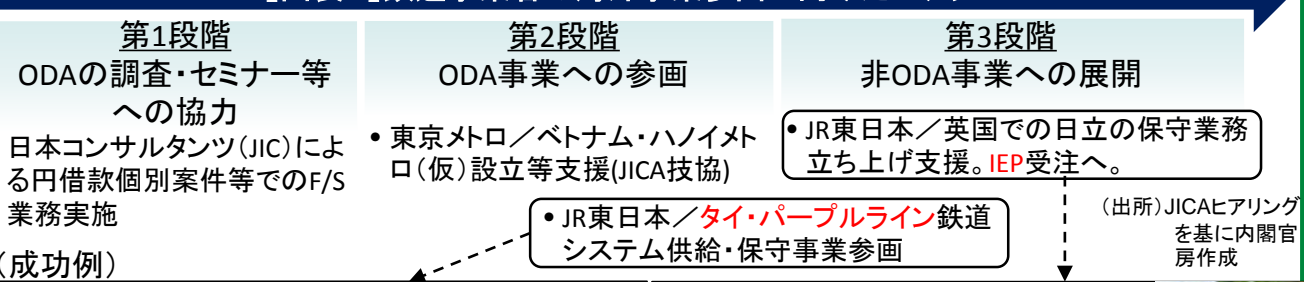 第1段階
ODAの調査・セミナー等
への協力
日本コンサルタンツ（JIC）によ
る円借款個別案件等でのF/S
業務実施
第2段階
ODA事業への参画
• 東京メトロ／ベトナム・ハノイメト
ロ（仮）設立等支援(JICA技協)
• JR東日本／タイ・パープルライン鉄道
システム供給・保守事業参画
第3段階
非ODA事業への展開
• JR東日本／英国での日立の保守業務
立ち上げ支援。IEP受注へ。
（出所）JICAヒアリング
を基に内閣官
房作成
（成功例）